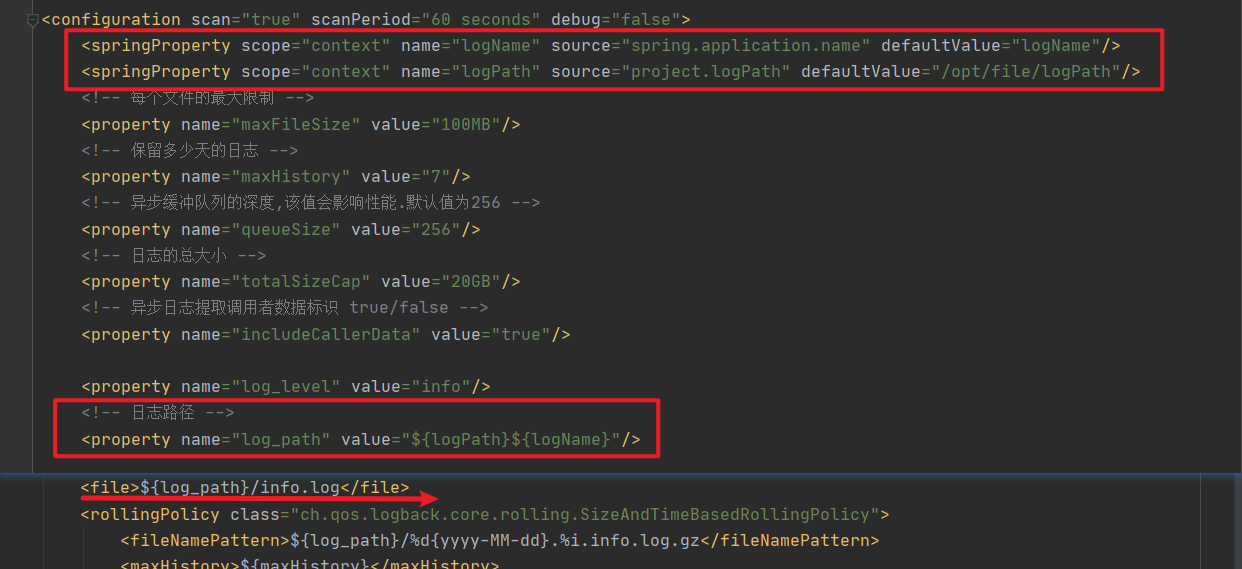 <configuration scan="true" scanPeriod="60 seconds" debug="false">
<springProperty scope="context" name="logName" source="spring.application.name" defaultValue="logName"/>
<springProperty scope="context" name="logPath" source="project.logPath" defaultValue="/opt/file/logPath"/>
<!-- 每个文件的最大限制 -->
<property name="maxFileSize" value="100MB"/>
<!-- 保留多少天的日志 -->
<property name="maxHistory" value="7"/>
<!-- 异步缓冲队列的深度,该值会影响性能.默认值为256 -->
<property name="queueSize" value="256"/>
<!-- 日志的总大小 -->
<property name="totalSizeCap" value="20GB"/>
<!-- 异步日志提取调用者数据标识 true/false -->
<property name="includeCallerData" value="true"/>
<property name="log_level" value="info"/>
<!-- 日志路径 -->
<property name="log_path" value="${logPath}${logName}"/>
<file>${log_path}/info.log</file>
<rollingPolicy class="ch.qos.logback.core.rolling.SizeAndTimeBasedRollingPolicy">
<fileNamePattern>${log_path}/%d{yyyy-MM-dd}.%i.info.log.gz</fileNamePattern>
<maxHistory>${maxHistory}</maxHistory>